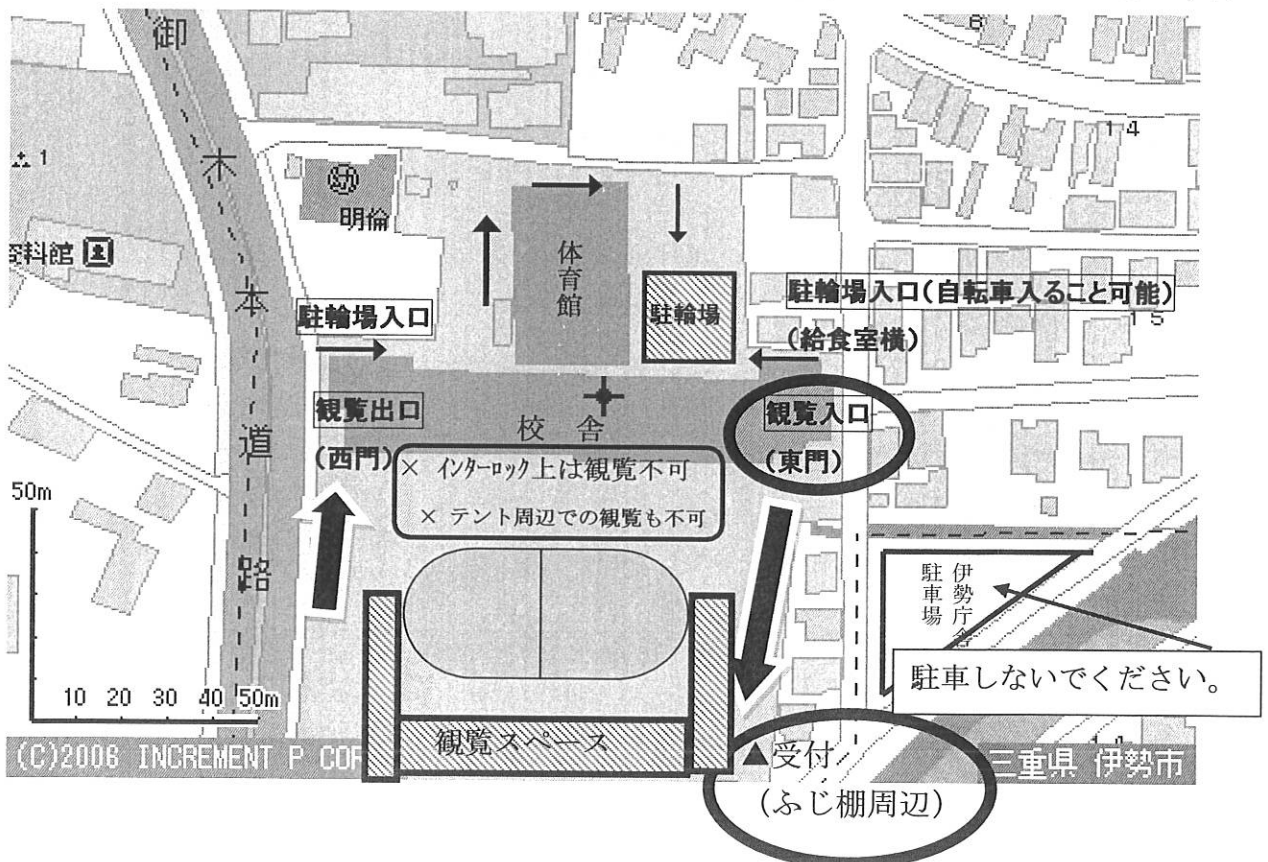 御木本道路
1
14
明倫
資料館
体育館
駐輪場入口
駐輪場
駐輪場入口(自転車入ること可能)
15
(給食室横)
観覧出口
(西門)
校舎
観覧入口
(東門)
× インターロック上は観覧不可
× テント周辺での観覧も不可
50m
伊勢庁舎
駐車場
駐車しないでください。
10 20 30 40 50m
観覧スペース
▲受付
(ふじ棚周辺)
(C)2006 INCREMENT P COR
三重県 伊勢市